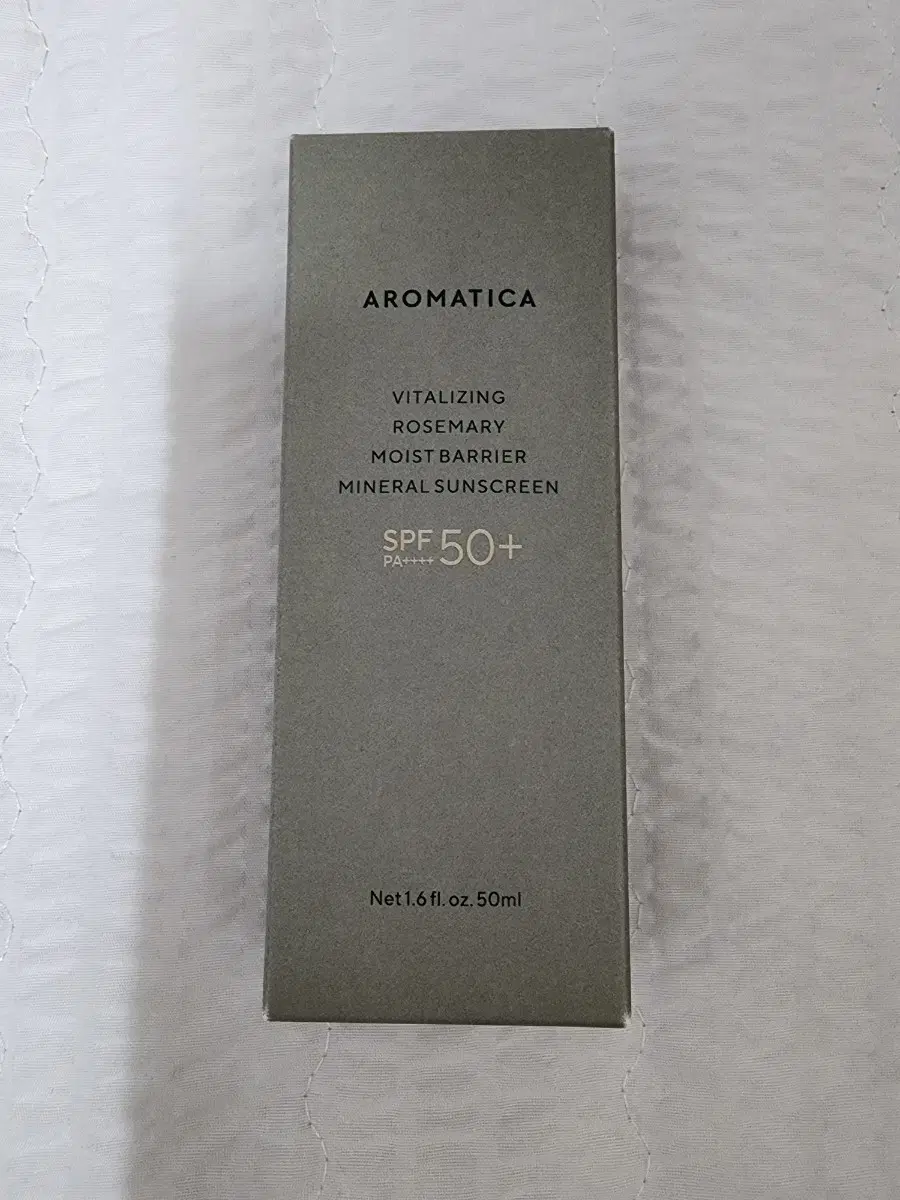 AROMATICA
VITALIZING
ROSEMARY
MOIST BARRIER
MINERAL SUNSCREEN
SPF 50+
PA++++
Net 1.6 fl. oz. 50ml